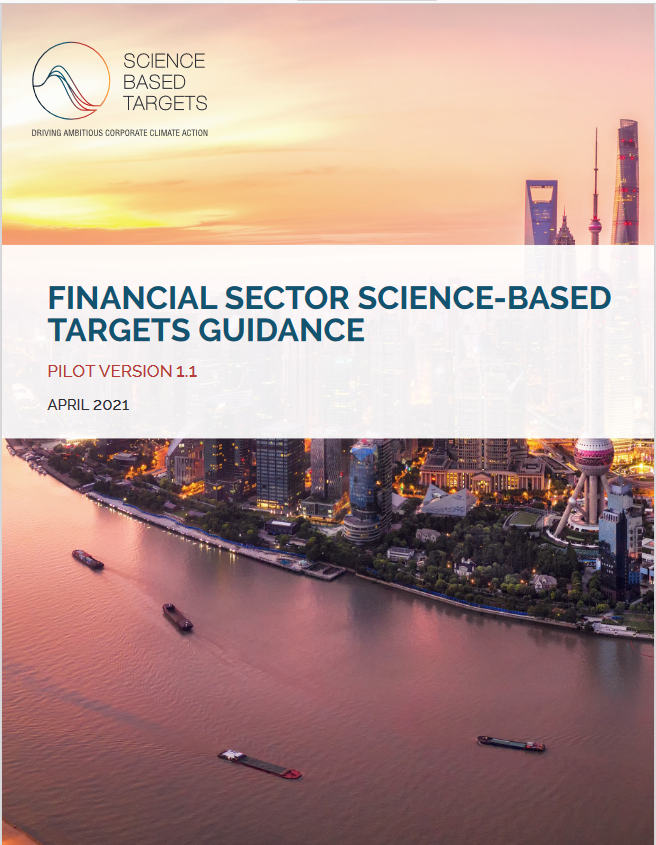 SCIENCE
BASED
TARGETS
DRIVING AMBITIOUS CORPORATE CLIMATE ACTION
FINANCIAL SECTOR SCIENCE-BASED
TARGETS GUIDANCE
PILOT VERSION 1.1
APRIL 2021